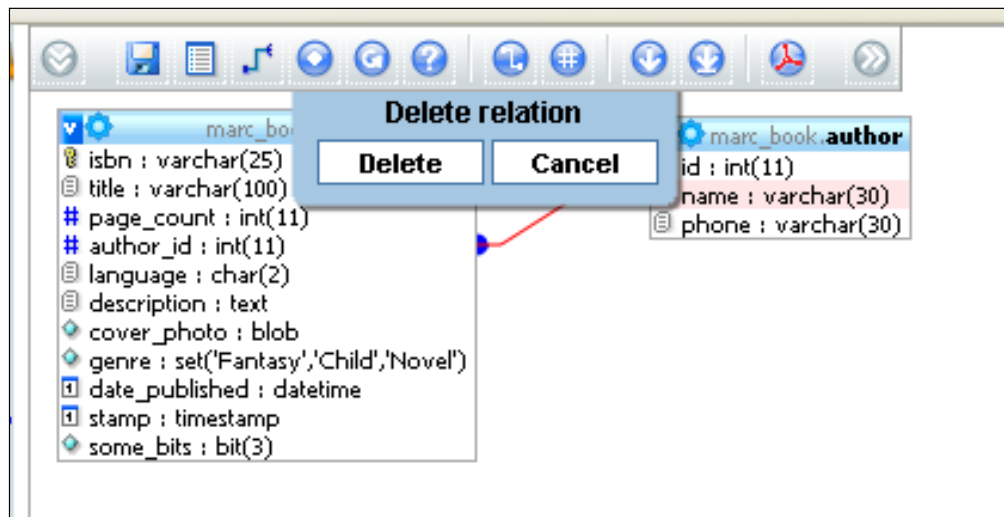 Delete relation
Delete Cancel
marc_bo
isbn : varchar(25)
title : varchar(100)
page_count : int(11)
author_id : int(11)
language : char(2)
description : text
cover_photo : blob
genre : set('Fantasy','Child','Novel')
date_published : datetime
stamp : timestamp
some_bits : bit(3)
marc_book.author
id : int(11)
name : varchar(30)
phone : varchar(30)